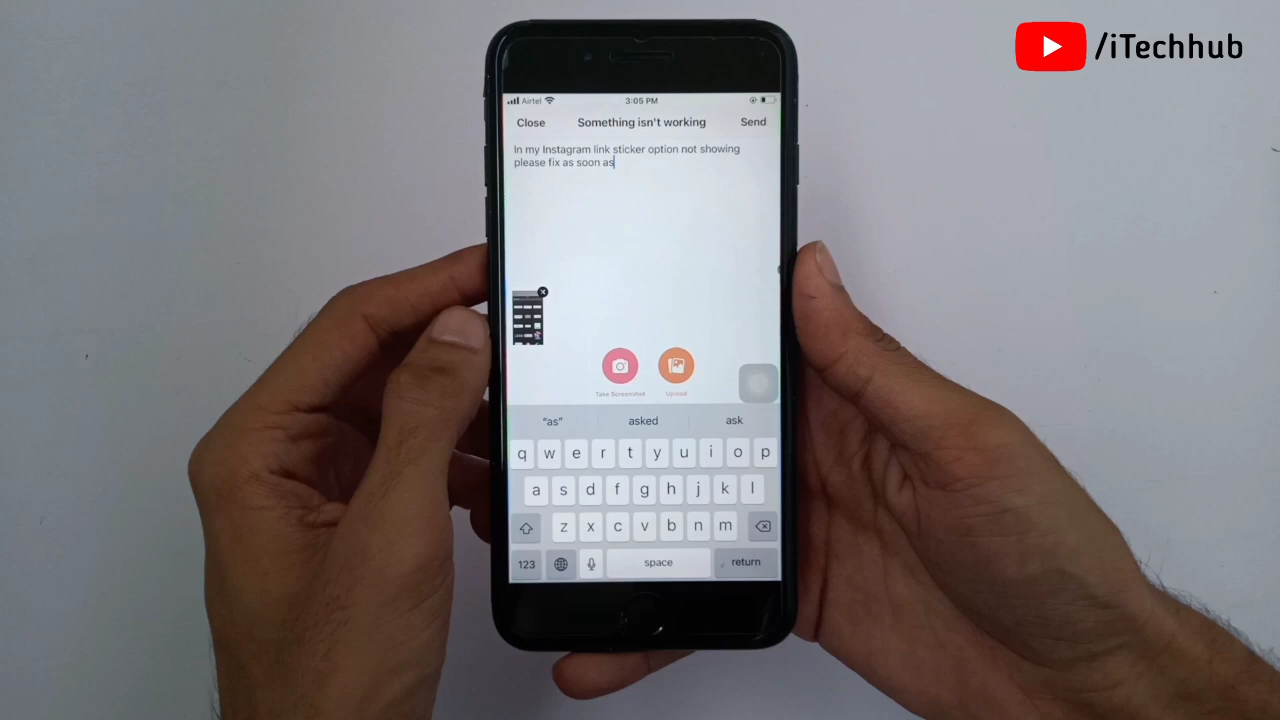 /iTechhub
Airtel
3:05 PM
Close
Something isn't working
Send
In my Instagram link sticker option not showing
please fix as soon as
Take Screenshot
Upload
“as”
asked
ask
q w e r t y u i o p
a s d f g h j k l
z x c v b n m
123
space
return